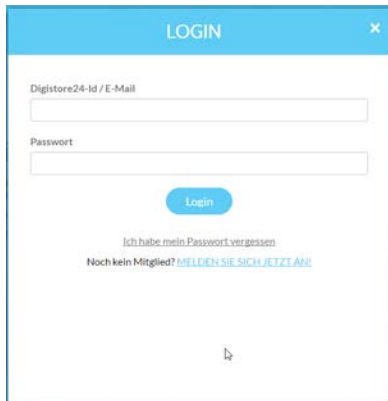 LOGIN ×
Digistore24-Id / E-Mail
Passwort
Login
Ich habe mein Passwort vergessen
Noch kein Mitglied? MELDEN SIE SICH JETZT AN!